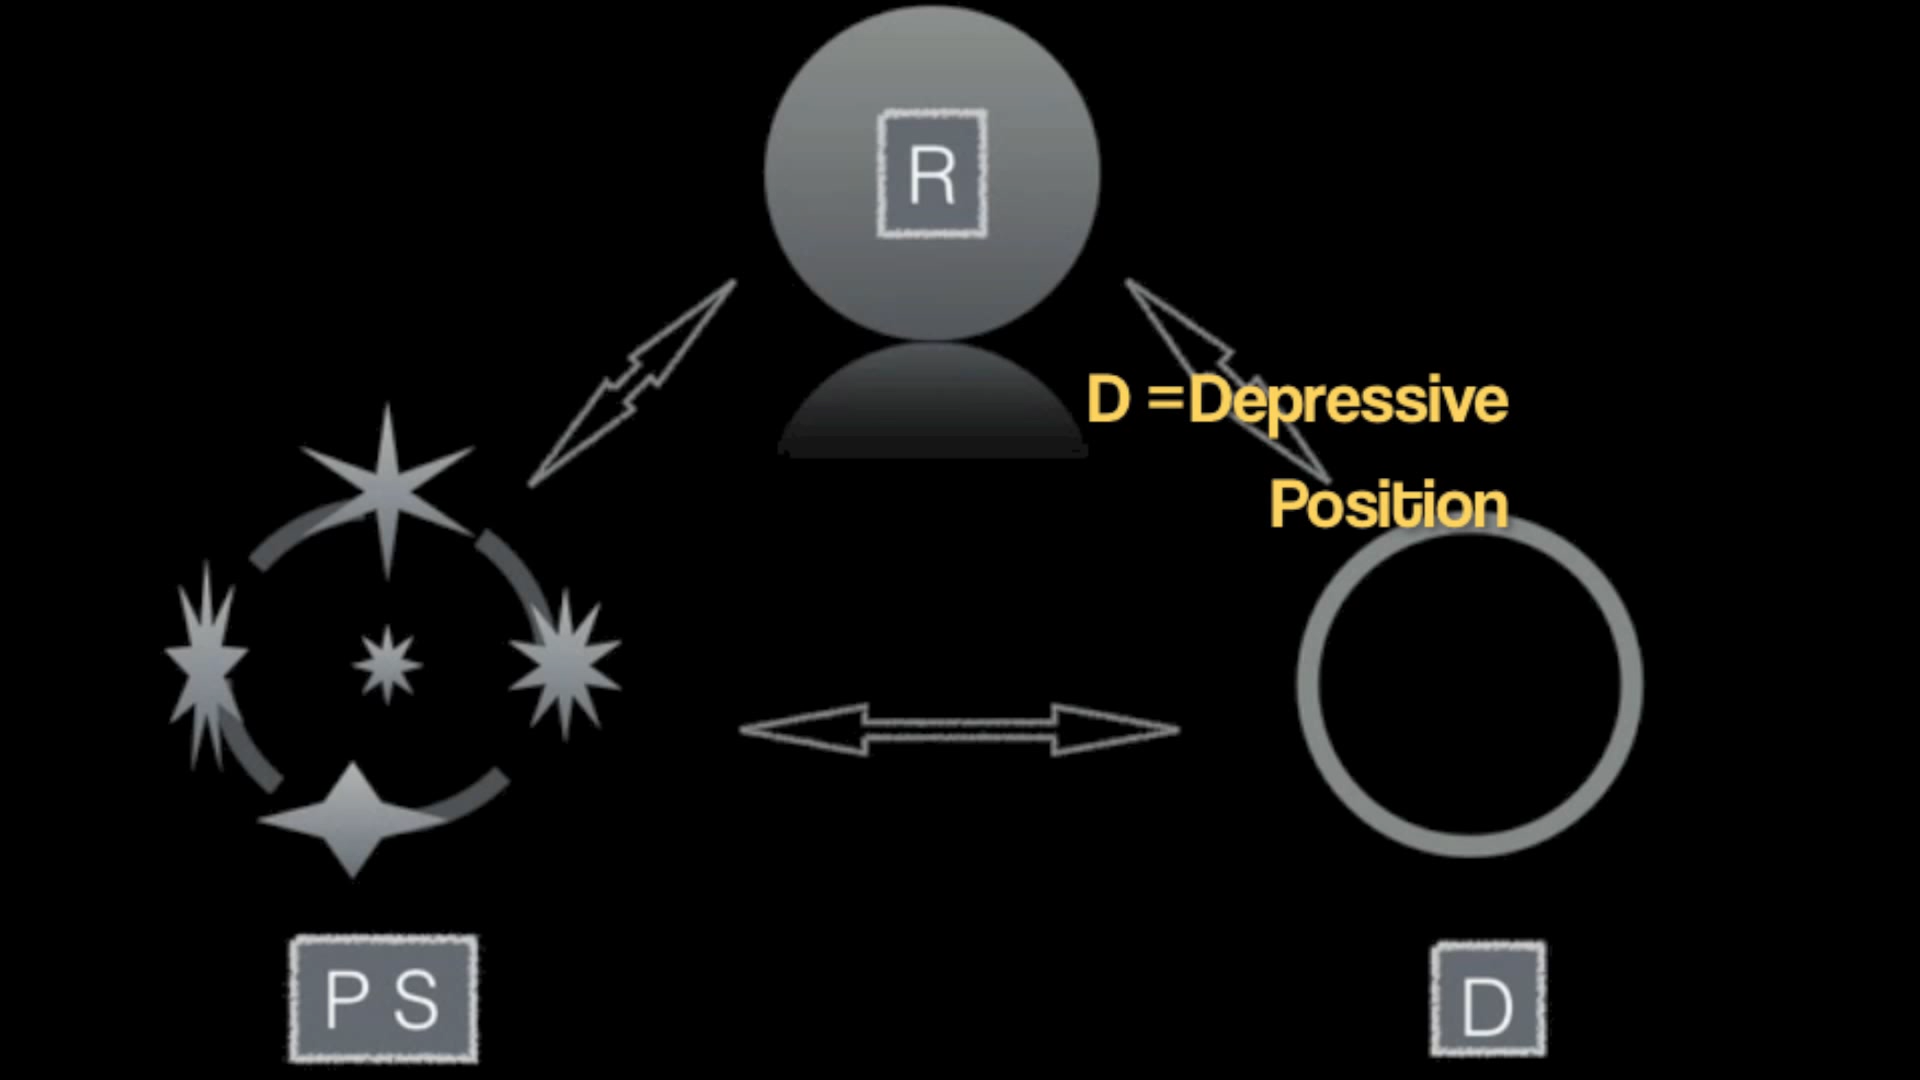 R
D =Depressive
Position
P S
D